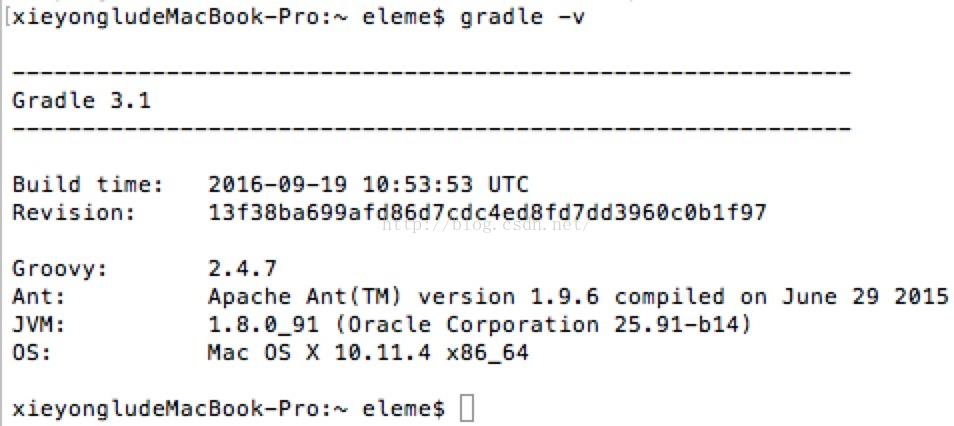 [xieyongludeMacBook-Pro:~ eleme$ gradle -v
------------------------------------------------------------
Gradle 3.1
------------------------------------------------------------
Build time:   2016-09-19 10:53:53 UTC
Revision:     13f38ba699afd86d7cdc4ed8fd7dd3960c0b1f97
http://blog.csdn.net/
Groovy:       2.4.7
Ant:          Apache Ant(TM) version 1.9.6 compiled on June 29 2015
JVM:          1.8.0_91 (Oracle Corporation 25.91-b14)
OS:           Mac OS X 10.11.4 x86_64
xieyongludeMacBook-Pro:~ eleme$